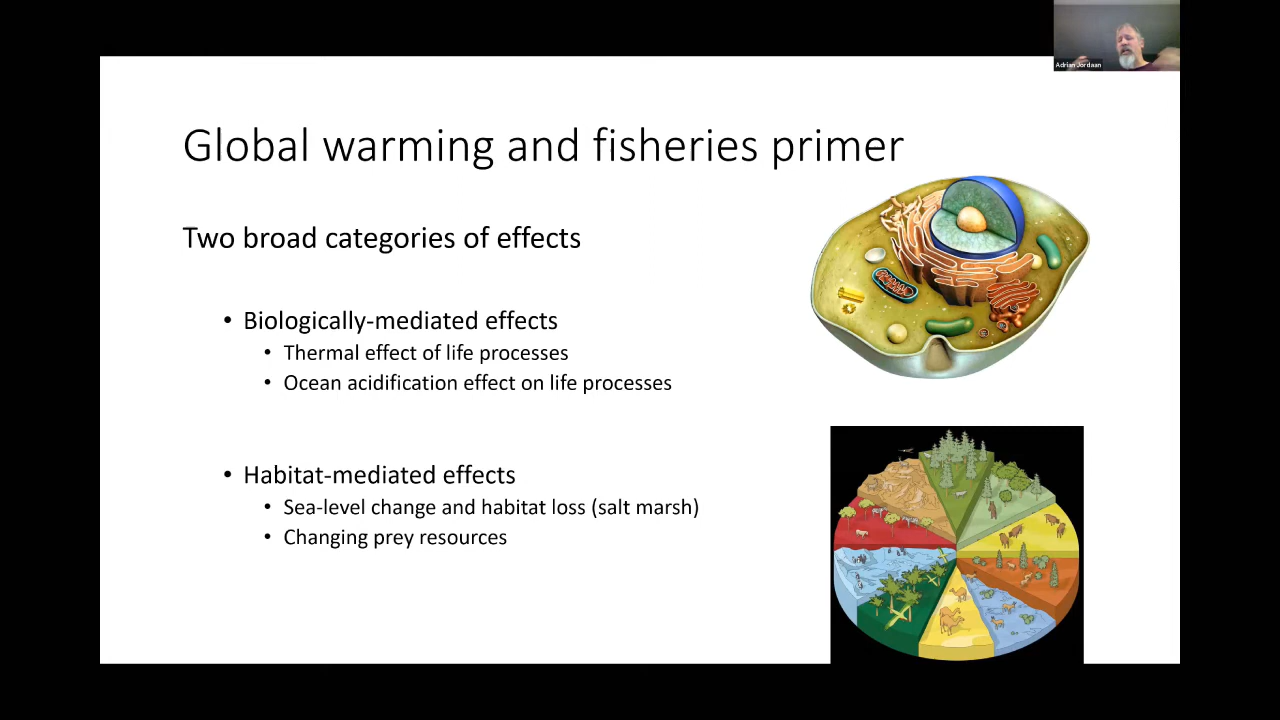 Adrian Jordaan
Global warming and fisheries primer
Two broad categories of effects
• Biologically-mediated effects
• Thermal effect of life processes
• Ocean acidification effect on life processes
• Habitat-mediated effects
• Sea-level change and habitat loss (salt marsh)
• Changing prey resources